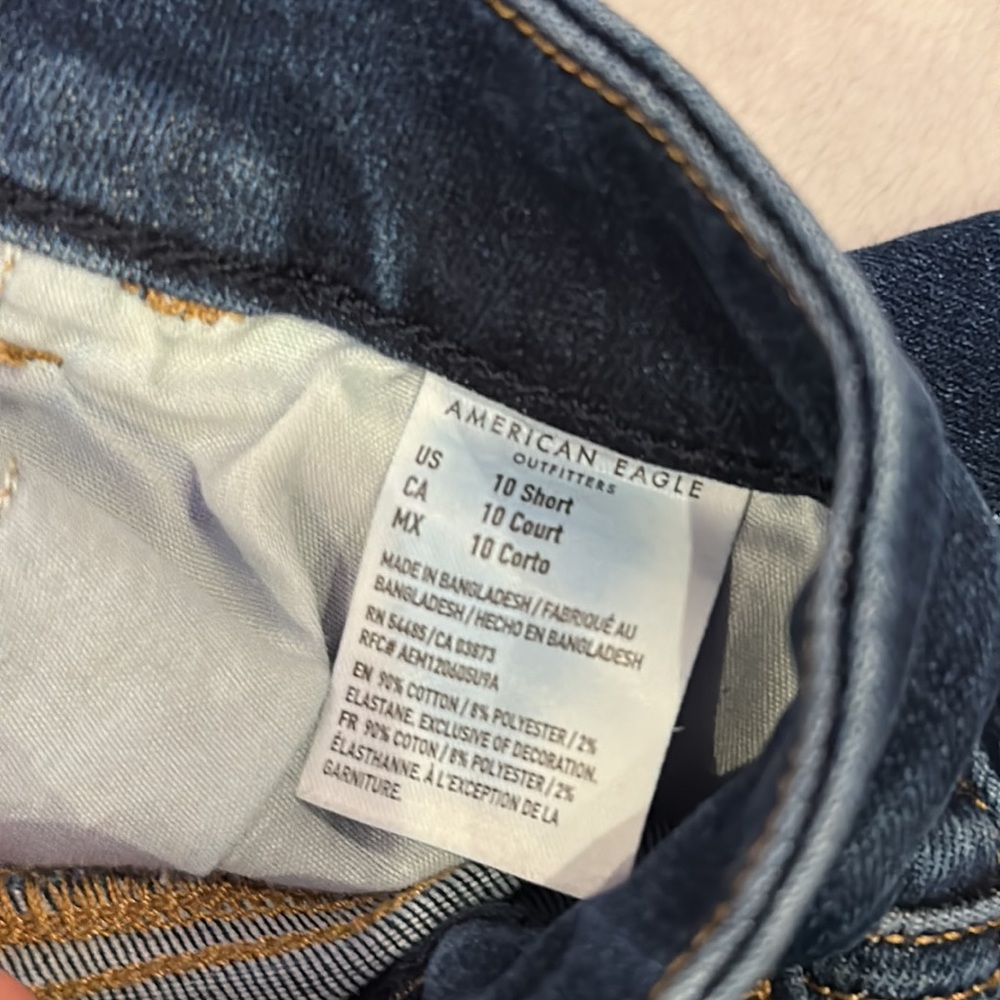 AMERICAN EAGLE
OUTFITTERS
US 10 Short
CA 10 Court
MX 10 Corto
MADE IN BANGLADESH / FABRIQUÉ AU
BANGLADESH / HECHO EN BANGLADESH
RN 54485/CA 03873
RFC# AEM120605U9A
EN 90% COTTON / 8% POLYESTER / 2%
ELASTANE. EXCLUSIVE OF DECORATION.
FR 90% COTON / 8% POLYESTER / 2%
ÉLASTHANNE, À L'EXCEPTION DE LA
GARNITURE.